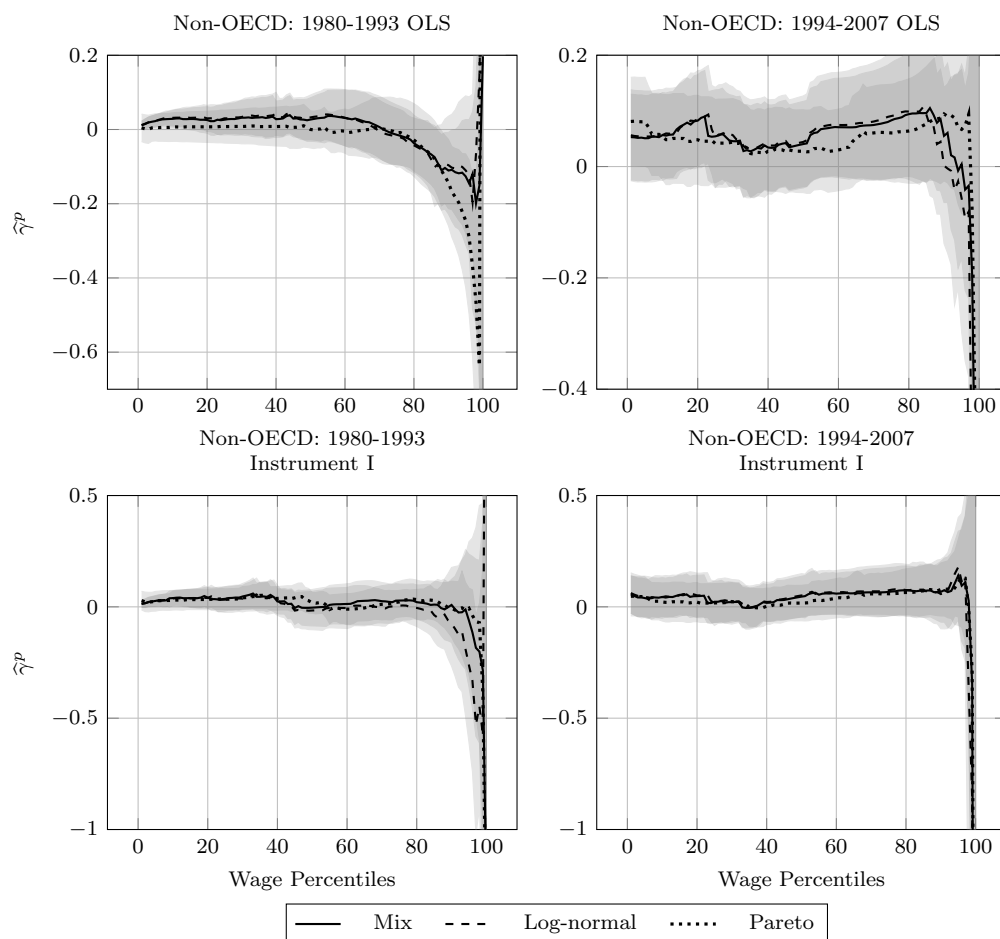 Non-OECD: 1980-1993 OLS
Non-OECD: 1994-2007 OLS
0.2
0
−0.2
−0.4
−0.6
0 20 40 60 80 100
γ̂^p
0.2
0
−0.2
−0.4
0 20 40 60 80 100
Non-OECD: 1980-1993
Instrument I
Non-OECD: 1994-2007
Instrument I
0.5
0
−0.5
−1
0 20 40 60 80 100
γ̂^p
Wage Percentiles
0.5
0
−0.5
−1
0 20 40 60 80 100
Wage Percentiles
Mix Log-normal Pareto